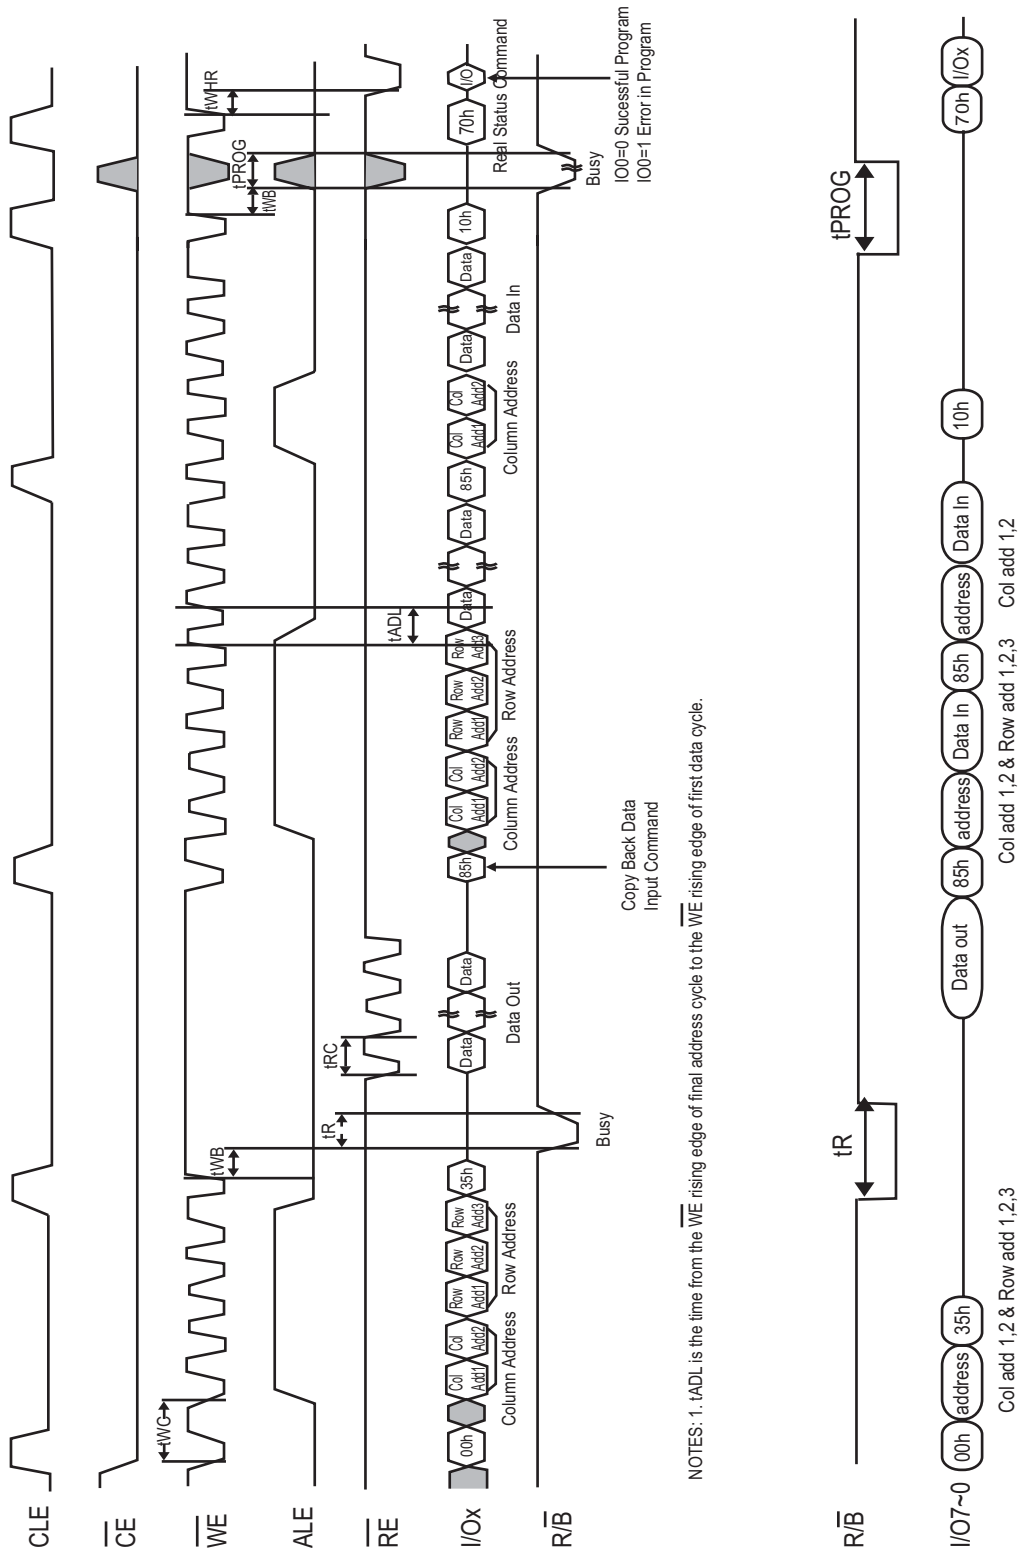 CLE
CE
WE
tWC
tWB
tWB
tPROG
tWHR
ALE
RE
tR
tRC
tADL
I/Ox
00h
Col Add1
Col Add2
Row Add1
Row Add2
Row Add3
35h
Data
Data
85h
Col Add1
Col Add2
Row Add1
Row Add2
Row Add3
Data
Data
85h
Col Add1
Col Add2
Data
Data
10h
70h
I/O
Column Address
Row Address
Data Out
Column Address
Row Address
Column Address
Data In
Real Status Command
R/B
Busy
Busy
Copy Back Data
Input Command
IO0=0 Sucessful Program
IO0=1 Error in Program
NOTES: 1. tADL is the time from the WE rising edge of final address cycle to the WE rising edge of first data cycle.
R/B
tR
tPROG
I/O7~0
00h
address
35h
Data out
85h
address
Data In
85h
address
Data In
10h
70h
I/Ox
Col add 1,2 & Row add 1,2,3
Col add 1,2 & Row add 1,2,3
Col add 1,2